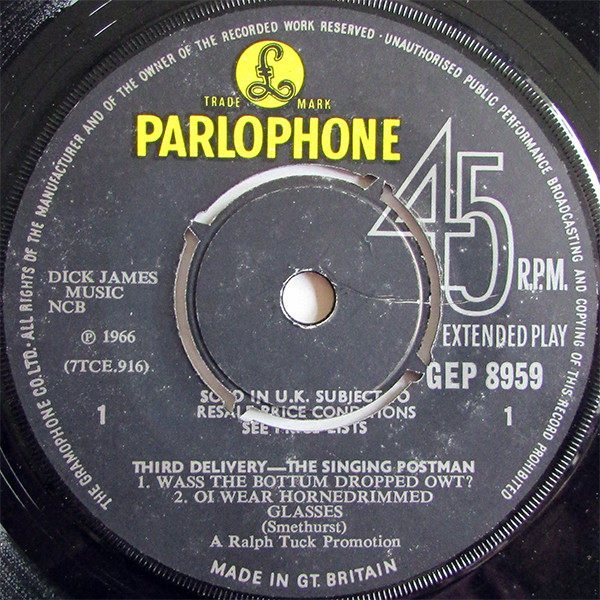 THE GRAMOPHONE CO. LTD. · ALL RIGHTS OF THE MANUFACTURER AND OF THE OWNER OF THE RECORDED WORK RESERVED · UNAUTHORISED PUBLIC PERFORMANCE BROADCASTING AND COPYING OF THIS RECORD PROHIBITED
£
TRADE MARK
PARLOPHONE
45 R.P.M.
EXTENDED PLAY
GEP 8959
DICK JAMES
MUSIC
NCB
℗ 1966
(7TCE.916)
1
1
SOLD IN U.K. SUBJECT TO
RESALE PRICE CONDITIONS
SEE PRICE LISTS
THIRD DELIVERY—THE SINGING POSTMAN
1. WASS THE BOTTUM DROPPED OWT?
2. OI WEAR HORNEDRIMMED
GLASSES
(Smethurst)
A Ralph Tuck Promotion
MADE IN GT. BRITAIN